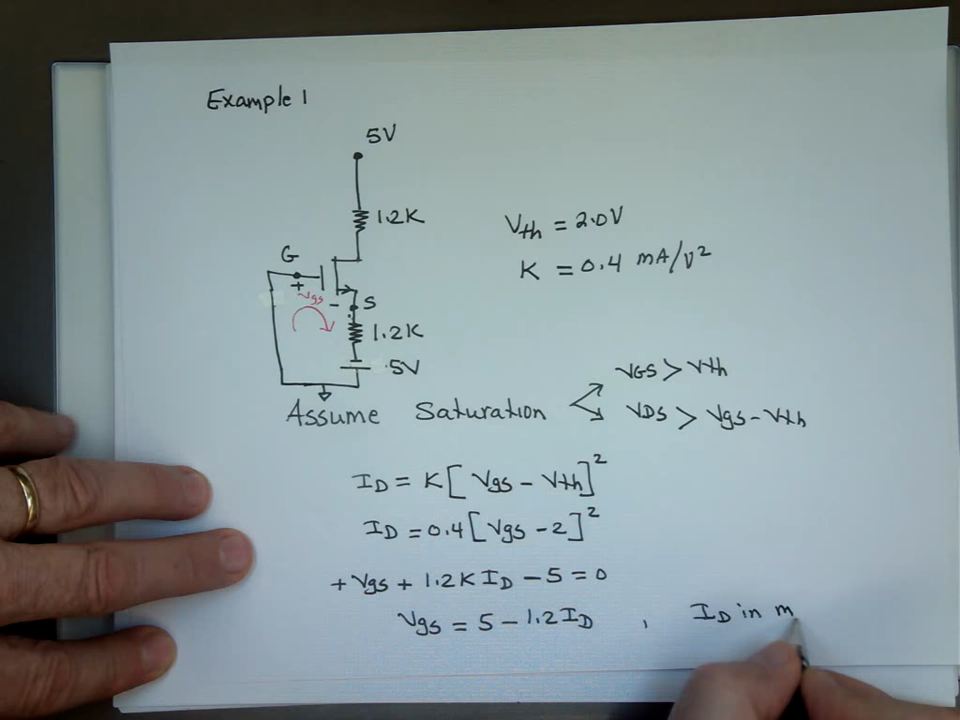 Example 1
5V
1.2K
Vth = 2.0V
G
K = 0.4 mA/V²
+
Vgs
-
S
1.2K
5V
VGS > Vth
Assume Saturation
VDS > Vgs - Vth
ID = K[Vgs - Vth]²
ID = 0.4[Vgs - 2]²
+Vgs + 1.2K ID - 5 = 0
Vgs = 5 - 1.2ID , ID in m